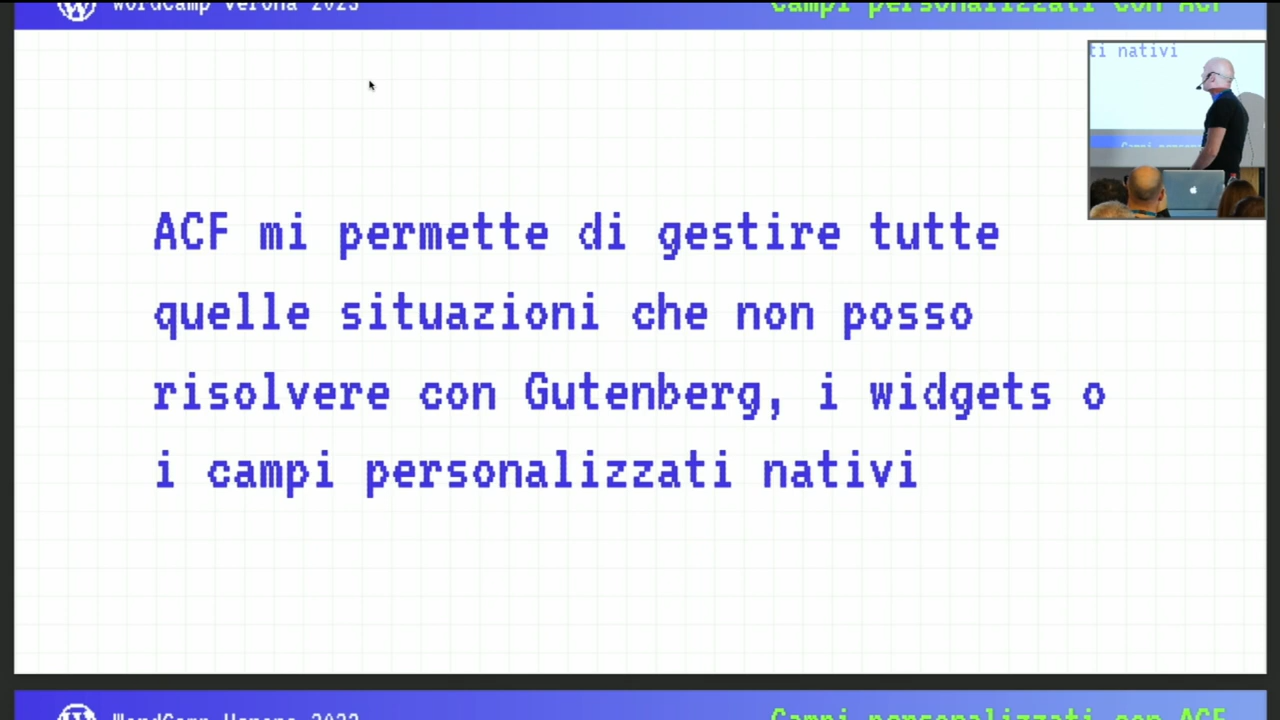 WordCamp Verona 2023
Campi personalizzati con ACF
ti nativi
ACF mi permette di gestire tutte
quelle situazioni che non posso
risolvere con Gutenberg, i widgets o
i campi personalizzati nativi
WordCamp Verona 2023
Campi personalizzati con ACF